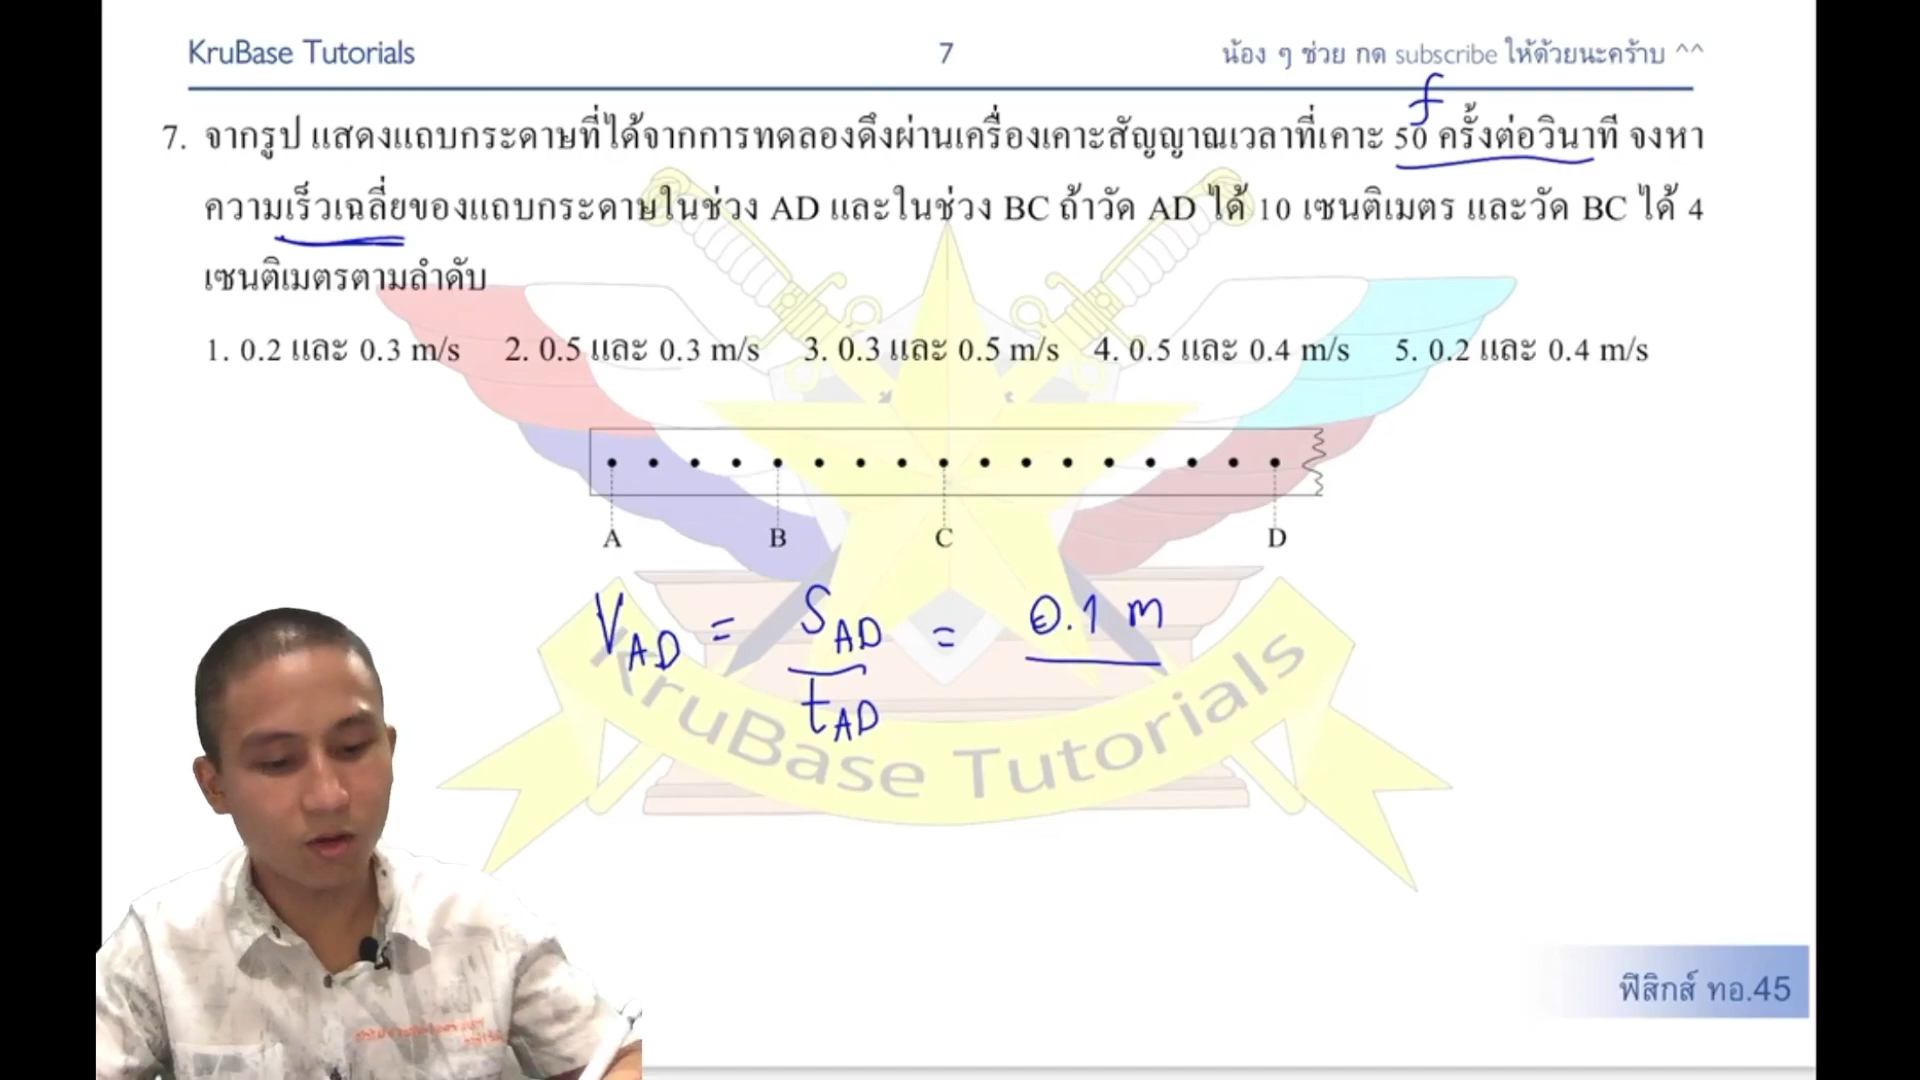 KruBase Tutorials 7 น้อง ๆ ช่วย กด subscribe ให้ด้วยนะคร้าบ ^^
f
7. จากรูป แสดงแถบกระดาษที่ได้จากการทดลองดึงผ่านเครื่องเคาะสัญญาณเวลาที่เคาะ 50 ครั้งต่อวินาที จงหา
ความเร็วเฉลี่ยของแถบกระดาษในช่วง AD และในช่วง BC ถ้าวัด AD ได้ 10 เซนติเมตร และวัด BC ได้ 4
เซนติเมตรตามลำดับ
1. 0.2 และ 0.3 m/s 2. 0.5 และ 0.3 m/s 3. 0.3 และ 0.5 m/s 4. 0.5 และ 0.4 m/s 5. 0.2 และ 0.4 m/s
A B C D
V_AD = S_AD / t_AD = 0.1 m
KruBase Tutorials
ฟิสิกส์ ทอ.45